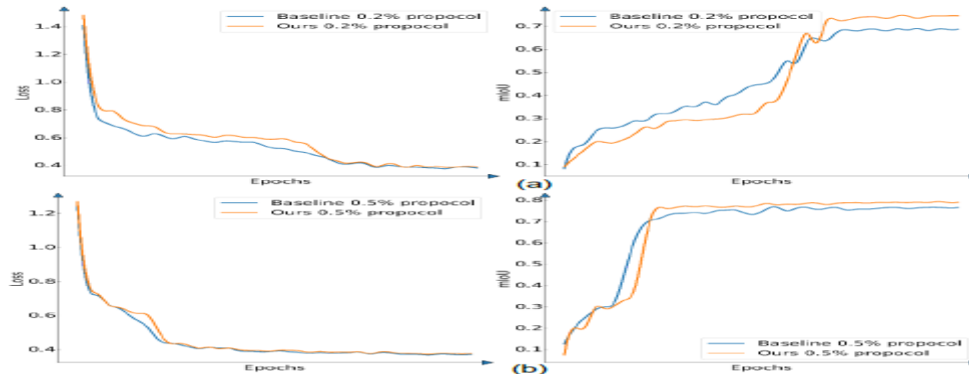 Baseline 0.2% propocol
Ours 0.2% propocol
1.4
1.2
1.0
0.8
0.6
0.4
Loss
Epochs
Baseline 0.2% propocol
Ours 0.2% propocol
0.7
0.6
0.5
0.4
0.3
0.2
0.1
mIoU
Epochs
(a)
Baseline 0.5% propocol
Ours 0.5% propocol
1.2
1.0
0.8
0.6
0.4
Loss
Epochs
0.8
0.7
0.6
0.5
0.4
0.3
0.2
0.1
mIoU
Baseline 0.5% propocol
Ours 0.5% propocol
Epochs
(b)